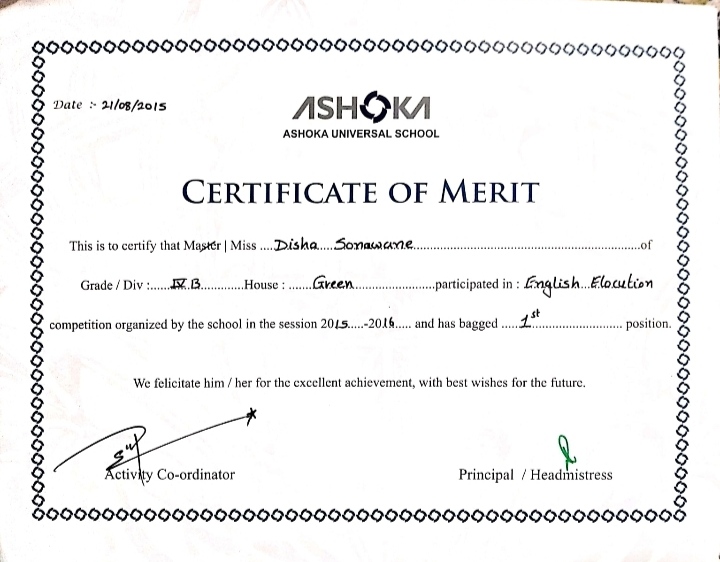 Date :- 21/08/2015
ASHOKA
ASHOKA UNIVERSAL SCHOOL
CERTIFICATE OF MERIT
This is to certify that Master | Miss ....Disha....Sonawane............................................................of
Grade / Div :......IV.B............House : .......Green......................participated in : English...Elocution
competition organized by the school in the session 2015.....-2016..... and has bagged .....1st........................ position.
We felicitate him / her for the excellent achievement, with best wishes for the future.
Activity Co-ordinator
Principal / Headmistress